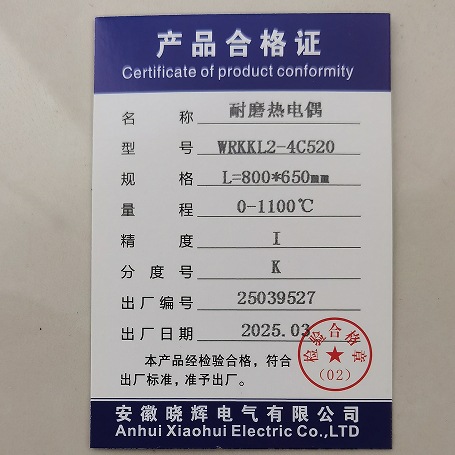 产品合格证
Certificate of product conformity
名称 耐磨热电偶
型号 WRKKL2-4C520
规格 L=800*650mm
量程 0-1100℃
精度 I
分度号 K
出厂编号 25039527
出厂日期 2025.03
检验合格章
(02)
本产品经检验合格，符合
出厂标准，准予出厂。
安徽晓辉电气有限公司
Anhui Xiaohui Electric Co.,LTD